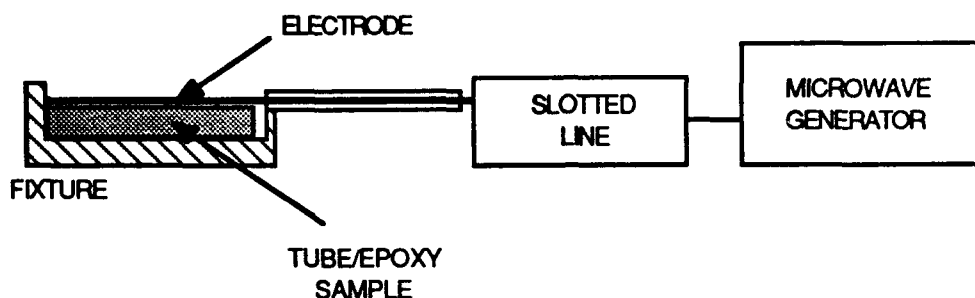 ELECTRODE
SLOTTED
LINE
MICROWAVE
GENERATOR
FIXTURE
TUBE/EPOXY
SAMPLE